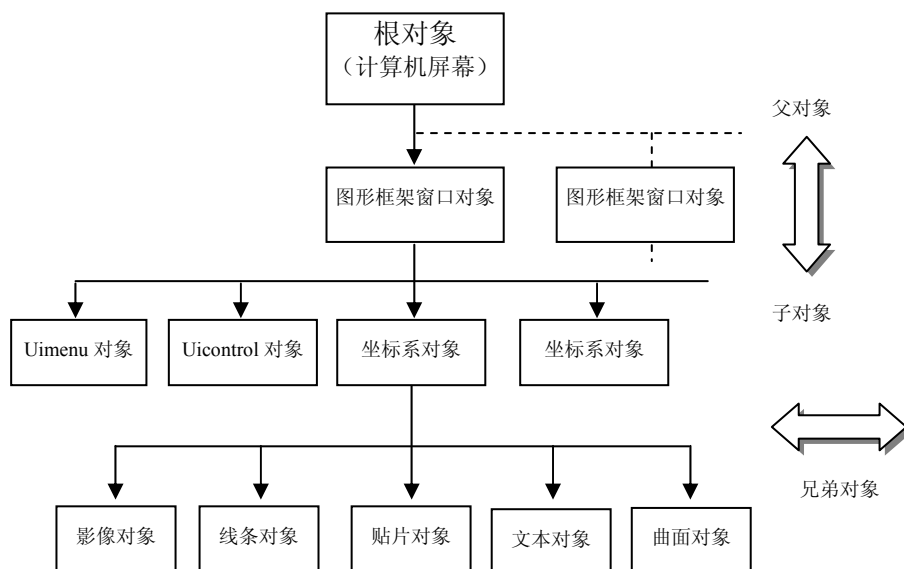 根对象
（计算机屏幕）
父对象
图形框架窗口对象
图形框架窗口对象
子对象
Uimenu 对象
Uicontrol 对象
坐标系对象
坐标系对象
兄弟对象
影像对象
线条对象
贴片对象
文本对象
曲面对象